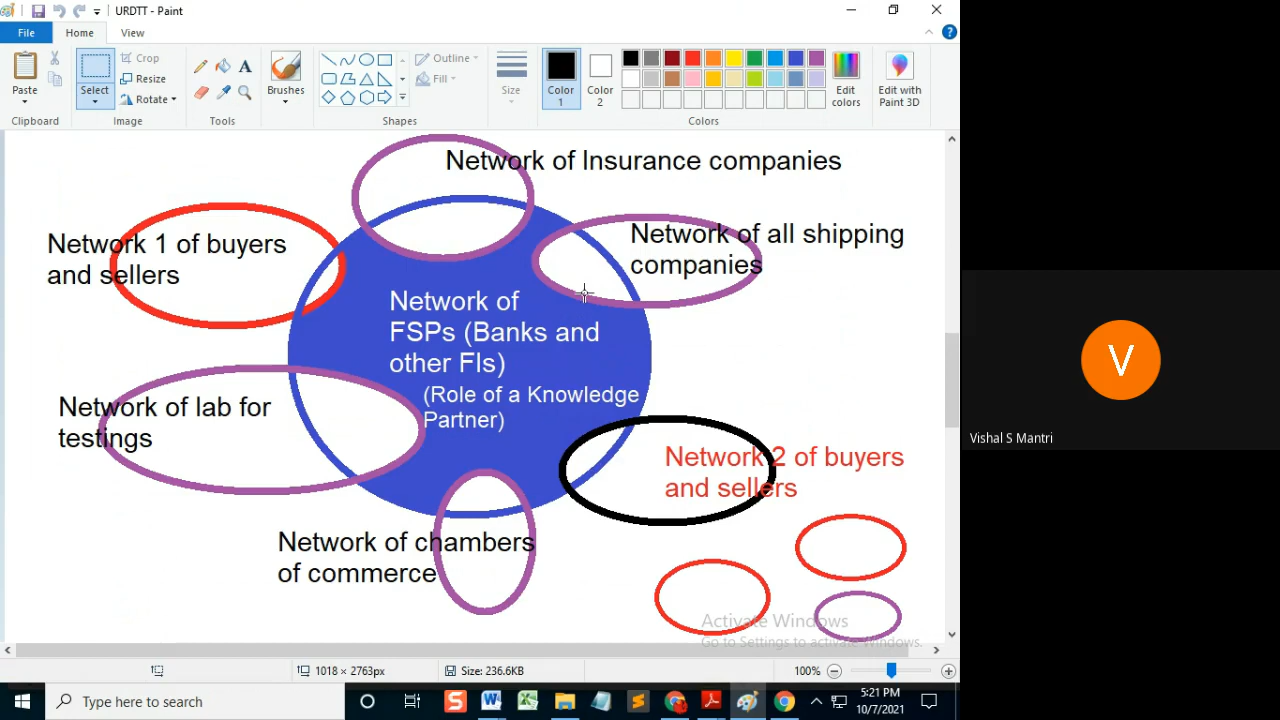 URDTT - Paint
File
Home
View
Paste
Clipboard
Select
Crop
Resize
Rotate
Image
A
Tools
Brushes
Shapes
Outline
Fill
Size
Color 1
Color 2
Colors
Edit colors
Edit with Paint 3D
Network of Insurance companies
Network of all shipping
companies
Network 1 of buyers
and sellers
Network of
FSPs (Banks and
other FIs)
(Role of a Knowledge
Partner)
Network of lab for
testings
Network 2 of buyers
and sellers
Network of chambers
of commerce
Activate Windows
Go to Settings to activate Windows.
V
Vishal S Mantri
1018 × 2763px
Size: 236.6KB
100%
Type here to search
5:21 PM
10/7/2021